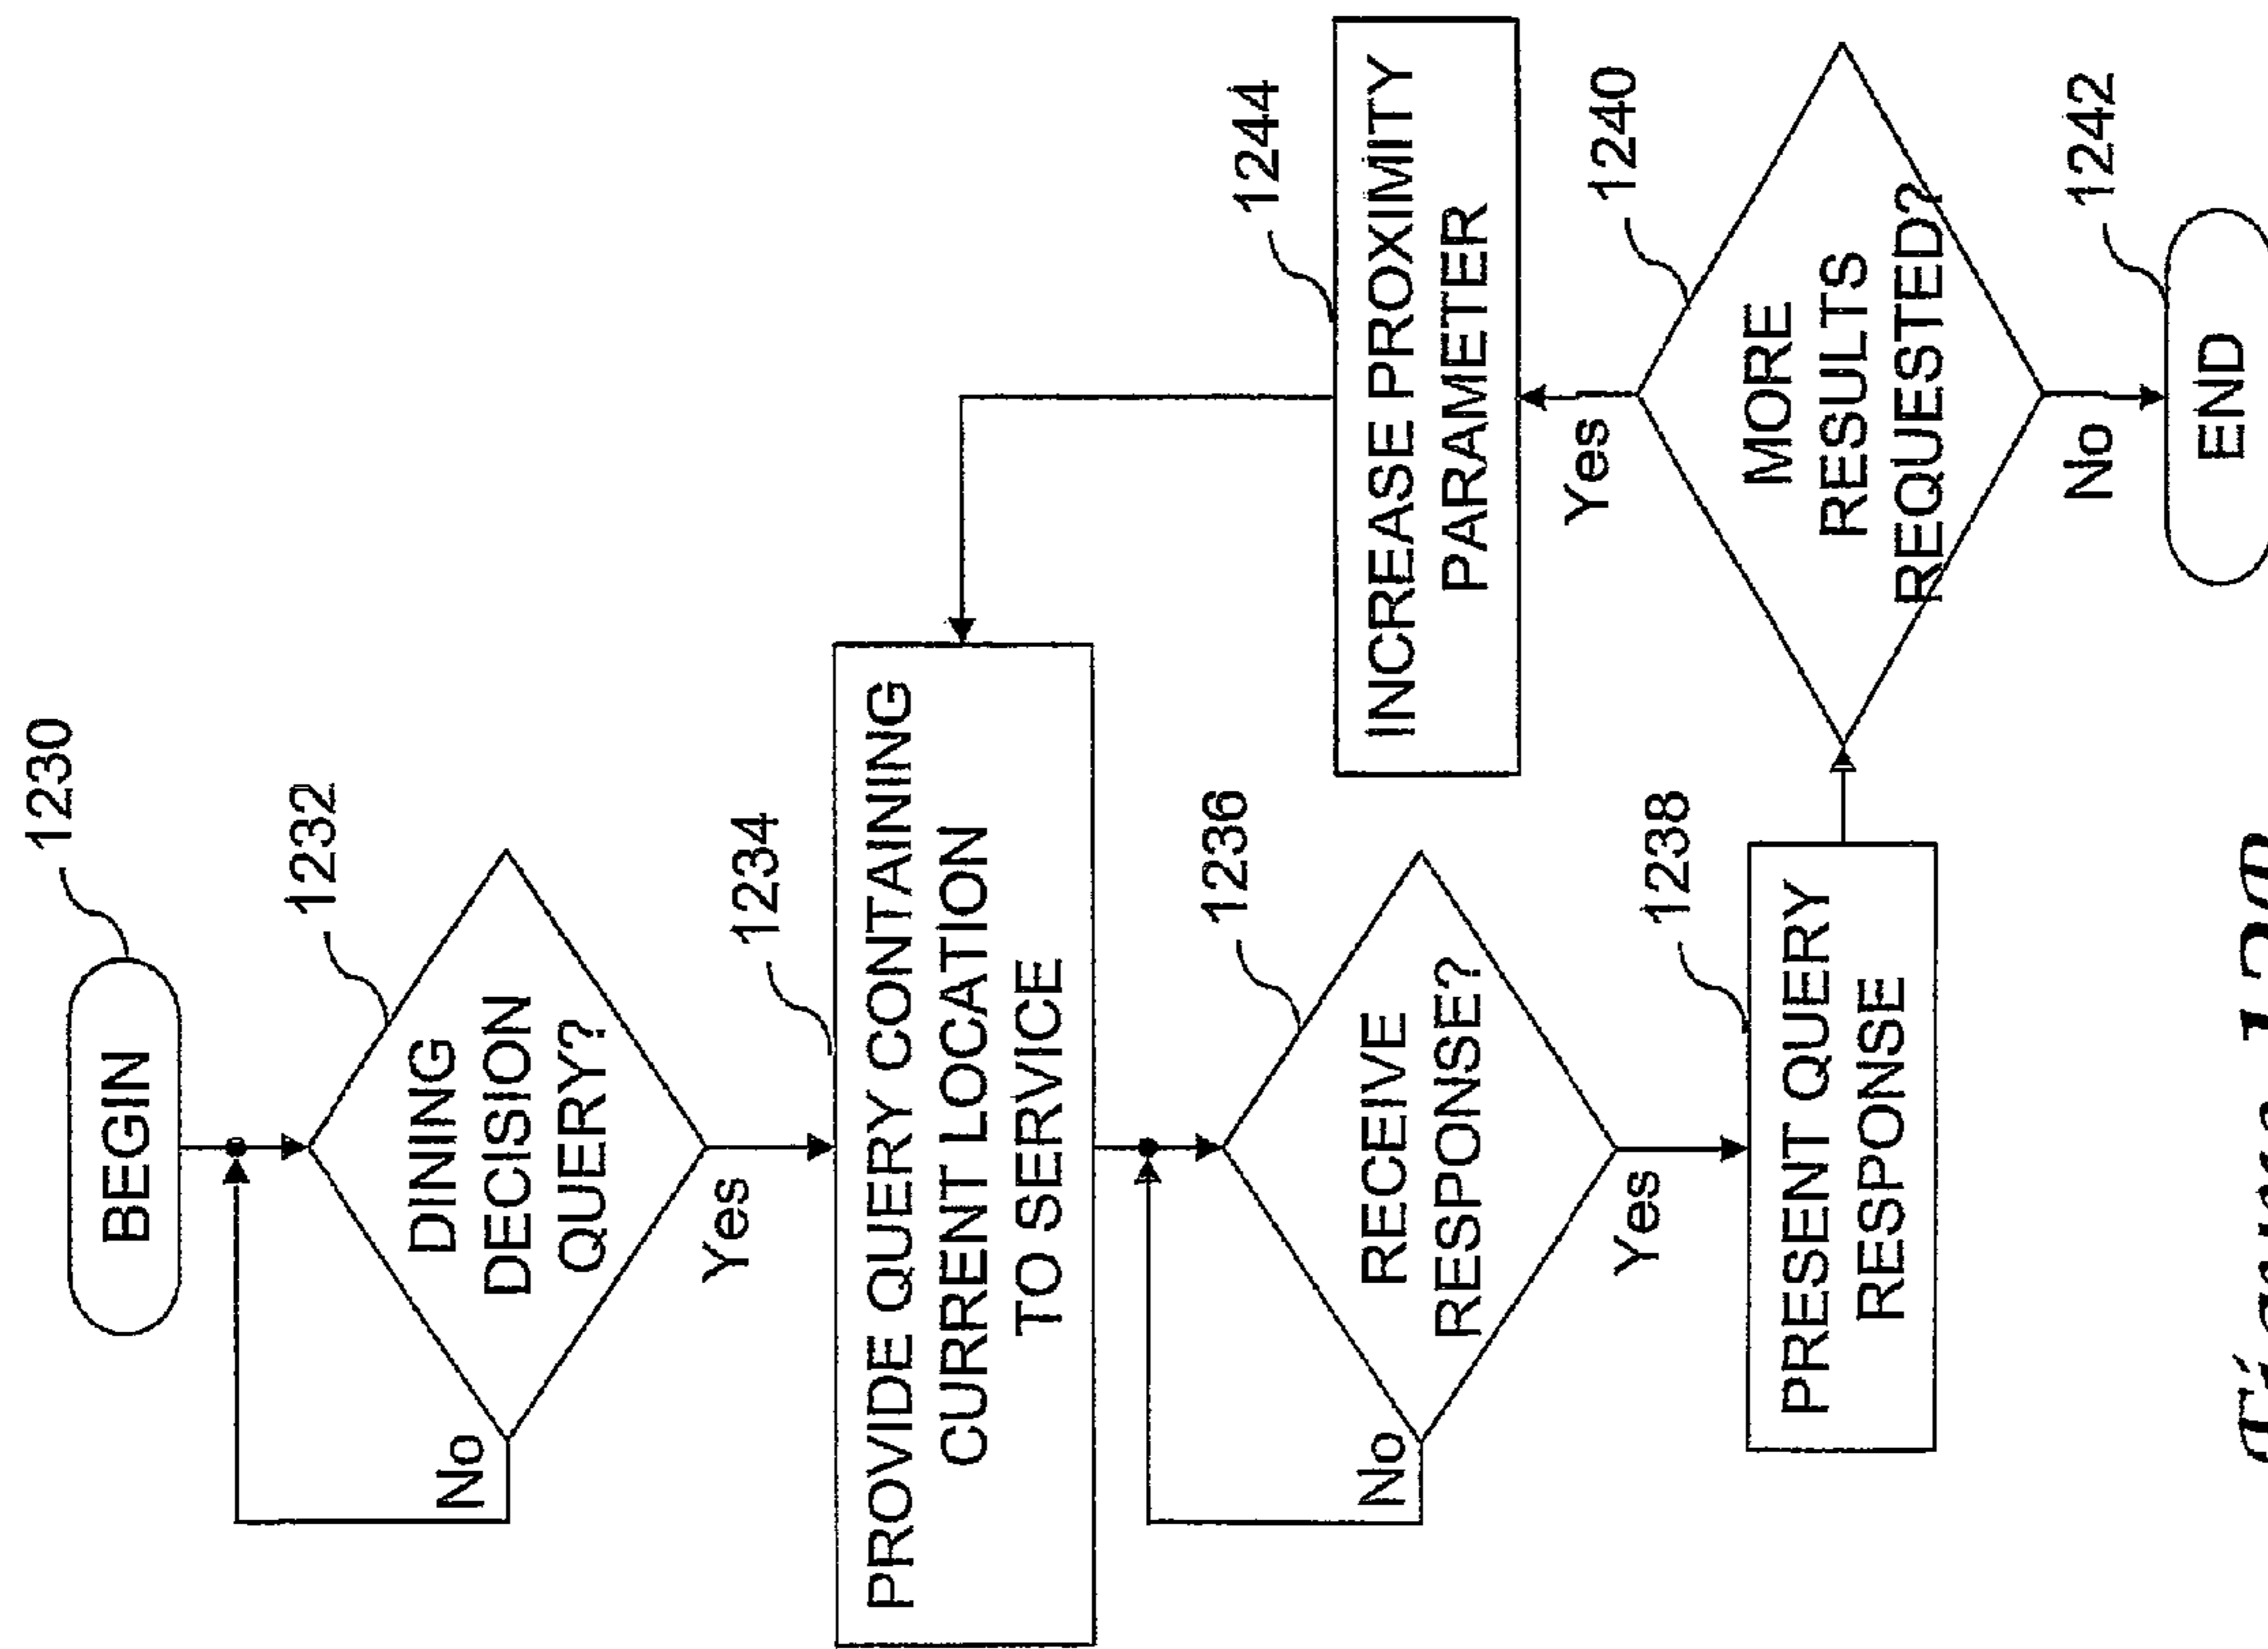 1230
BEGIN
1232
DINING
DECISION
QUERY?
No
Yes
1234
PROVIDE QUERY CONTAINING
CURRENT LOCATION
TO SERVICE
1236
RECEIVE
RESPONSE?
No
Yes
1238
PRESENT QUERY
RESPONSE
1244
INCREASE PROXIMITY
PARAMETER
Yes
1240
MORE
RESULTS
REQUESTED?
No
1242
END